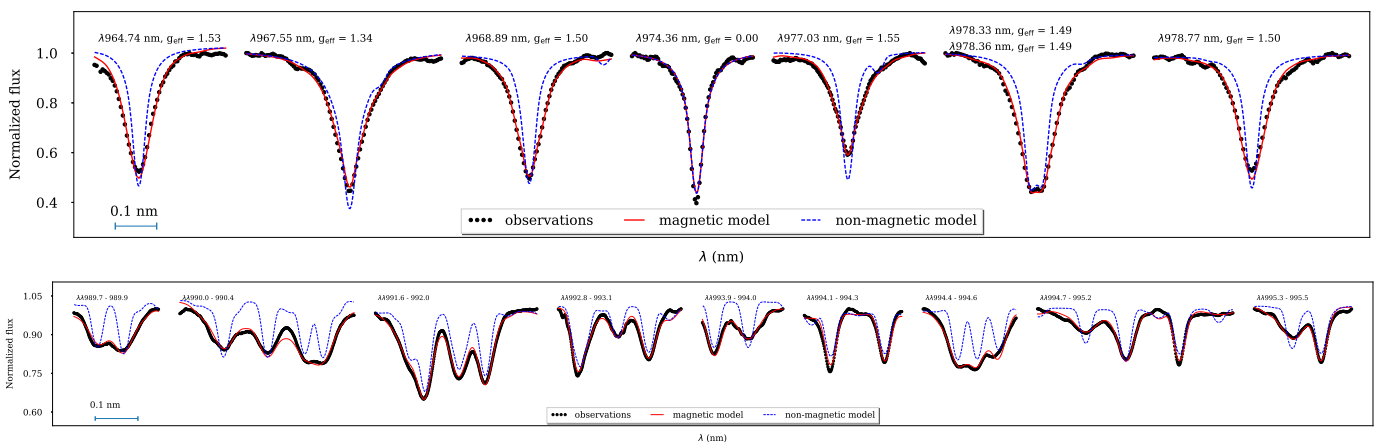 λ978.33 nm, g_eff = 1.49
λ964.74 nm, g_eff = 1.53
λ967.55 nm, g_eff = 1.34
λ968.89 nm, g_eff = 1.50
λ974.36 nm, g_eff = 0.00
λ977.03 nm, g_eff = 1.55
λ978.36 nm, g_eff = 1.49
λ978.77 nm, g_eff = 1.50
1.0
0.8
0.6
0.4
Normalized flux
0.1 nm
observations
magnetic model
non-magnetic model
λ (nm)
λλ989.7 - 989.9
λλ990.0 - 990.4
λλ991.6 - 992.0
λλ992.8 - 993.1
λλ993.9 - 994.0
λλ994.1 - 994.3
λλ994.4 - 994.6
λλ994.7 - 995.2
λλ995.3 - 995.5
1.05
0.90
0.75
0.60
Normalized flux
0.1 nm
observations
magnetic model
non-magnetic model
λ (nm)